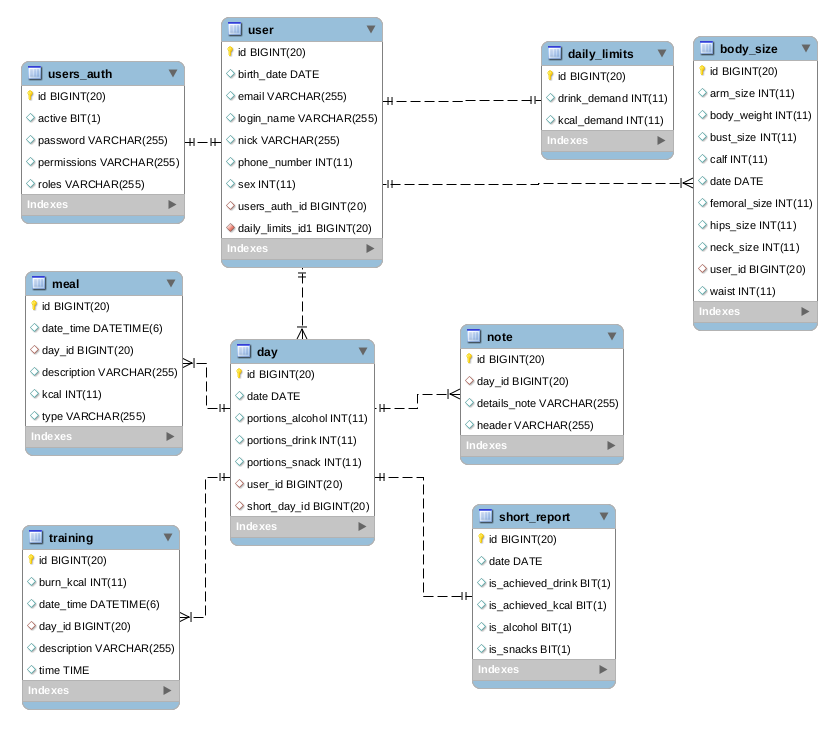 users_auth
id BIGINT(20)
active BIT(1)
password VARCHAR(255)
permissions VARCHAR(255)
roles VARCHAR(255)
Indexes
user
id BIGINT(20)
birth_date DATE
email VARCHAR(255)
login_name VARCHAR(255)
nick VARCHAR(255)
phone_number INT(11)
sex INT(11)
users_auth_id BIGINT(20)
daily_limits_id1 BIGINT(20)
Indexes
daily_limits
id BIGINT(20)
drink_demand INT(11)
kcal_demand INT(11)
Indexes
body_size
id BIGINT(20)
arm_size INT(11)
body_weight INT(11)
bust_size INT(11)
calf INT(11)
date DATE
femoral_size INT(11)
hips_size INT(11)
neck_size INT(11)
user_id BIGINT(20)
waist INT(11)
Indexes
meal
id BIGINT(20)
date_time DATETIME(6)
day_id BIGINT(20)
description VARCHAR(255)
kcal INT(11)
type VARCHAR(255)
Indexes
day
id BIGINT(20)
date DATE
portions_alcohol INT(11)
portions_drink INT(11)
portions_snack INT(11)
user_id BIGINT(20)
short_day_id BIGINT(20)
Indexes
note
id BIGINT(20)
day_id BIGINT(20)
details_note VARCHAR(255)
header VARCHAR(255)
Indexes
training
id BIGINT(20)
burn_kcal INT(11)
date_time DATETIME(6)
day_id BIGINT(20)
description VARCHAR(255)
time TIME
Indexes
short_report
id BIGINT(20)
date DATE
is_achieved_drink BIT(1)
is_achieved_kcal BIT(1)
is_alcohol BIT(1)
is_snacks BIT(1)
Indexes